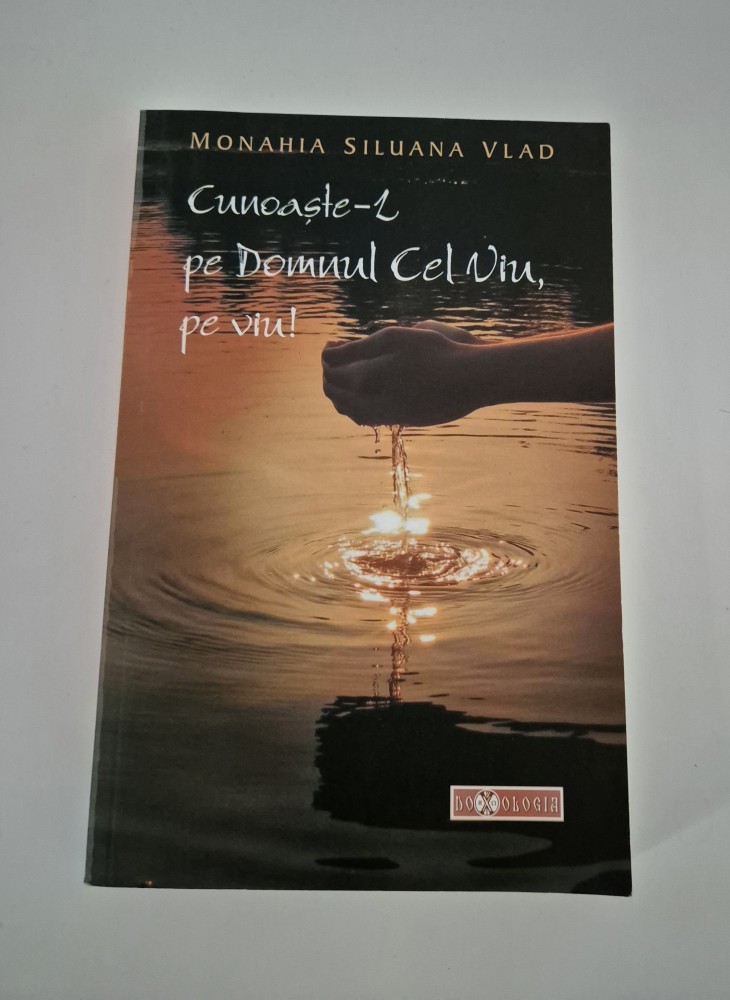 MONAHIA SILUANA VLAD
Cunoaște-L
pe Domnul Cel Viu,
pe viu!
DOXOLOGIA